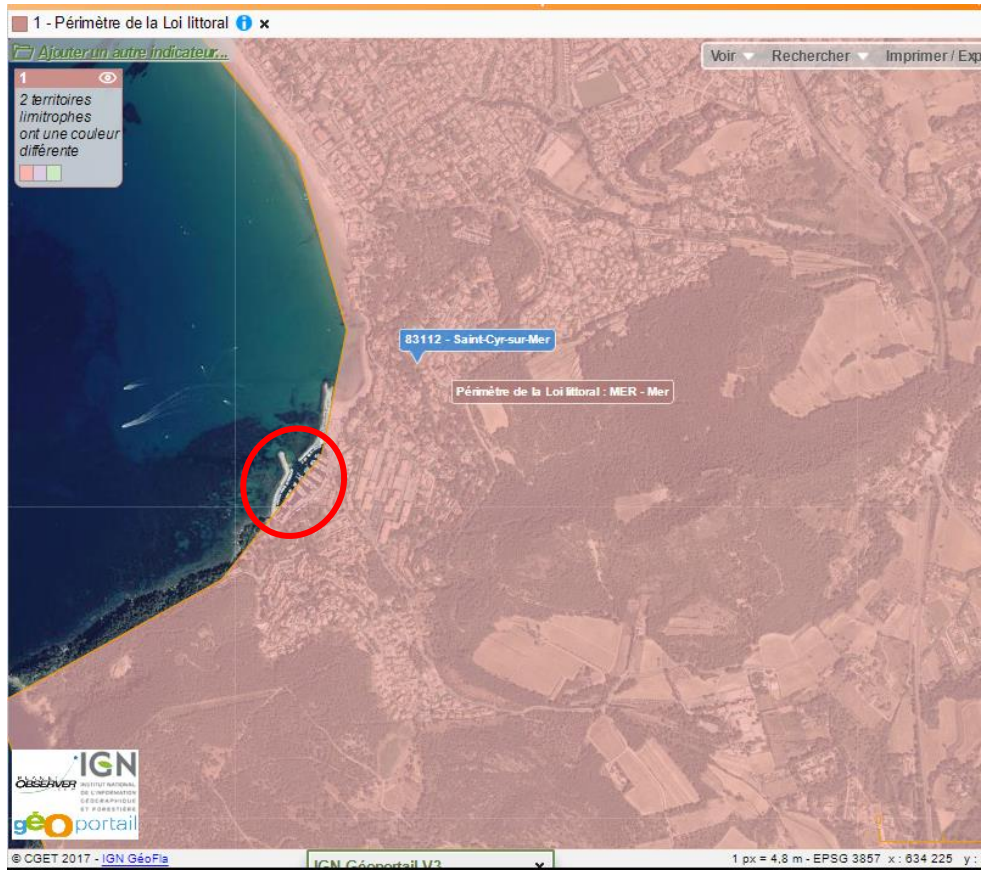 1 - Périmètre de la Loi littoral i ×
Ajouter un autre indicateur...
Voir Rechercher Imprimer / Exp
1
2 territoires
limitrophes
ont une couleur
différente
83112 - Saint-Cyr-sur-Mer
Périmètre de la Loi littoral : MER - Mer
IGN
OBSERVER
INSTITUT NATIONAL
DE L'INFORMATION
GÉOGRAPHIQUE
ET FORESTIÈRE
géoportail
© CGET 2017 - IGN GéoFla
IGN Géoportail V3 ×
1 px = 4,8 m - EPSG 3857 x : 634 225 y :